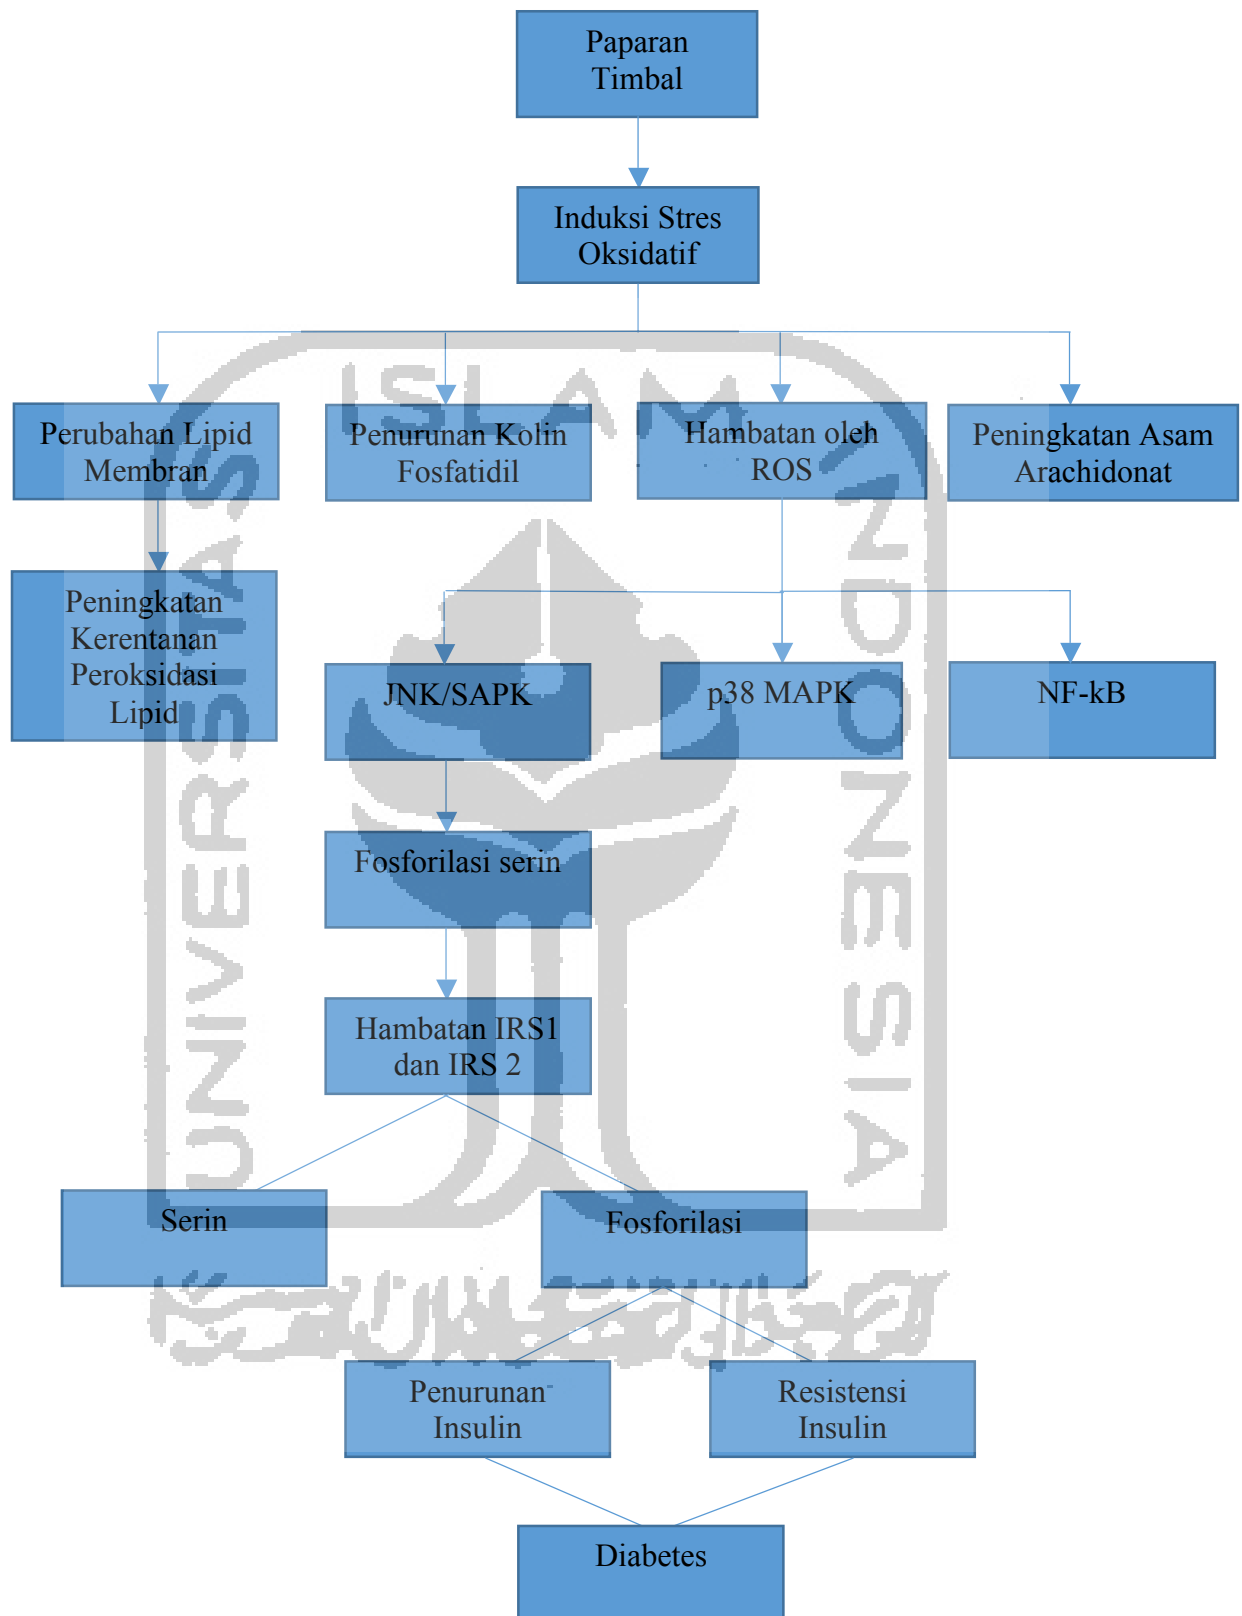 Paparan
Timbal
Induksi Stres
Oksidatif
ISLAM
UNIVERSITAS
INDONESIA
Perubahan Lipid
Membran
Penurunan Kolin
Fosfatidil
Hambatan oleh
ROS
Peningkatan Asam
Arachidonat
Peningkatan
Kerentanan
Peroksidasi
Lipid
JNK/SAPK
p38 MAPK
NF-kB
Fosforilasi serin
Hambatan IRS1
dan IRS 2
Serin
Fosforilasi
Penurunan
Insulin
Resistensi
Insulin
Diabetes